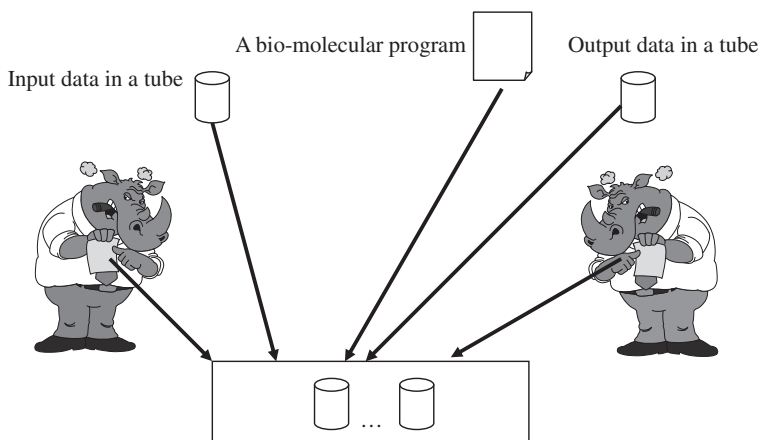 A bio-molecular program
Output data in a tube
Input data in a tube
...